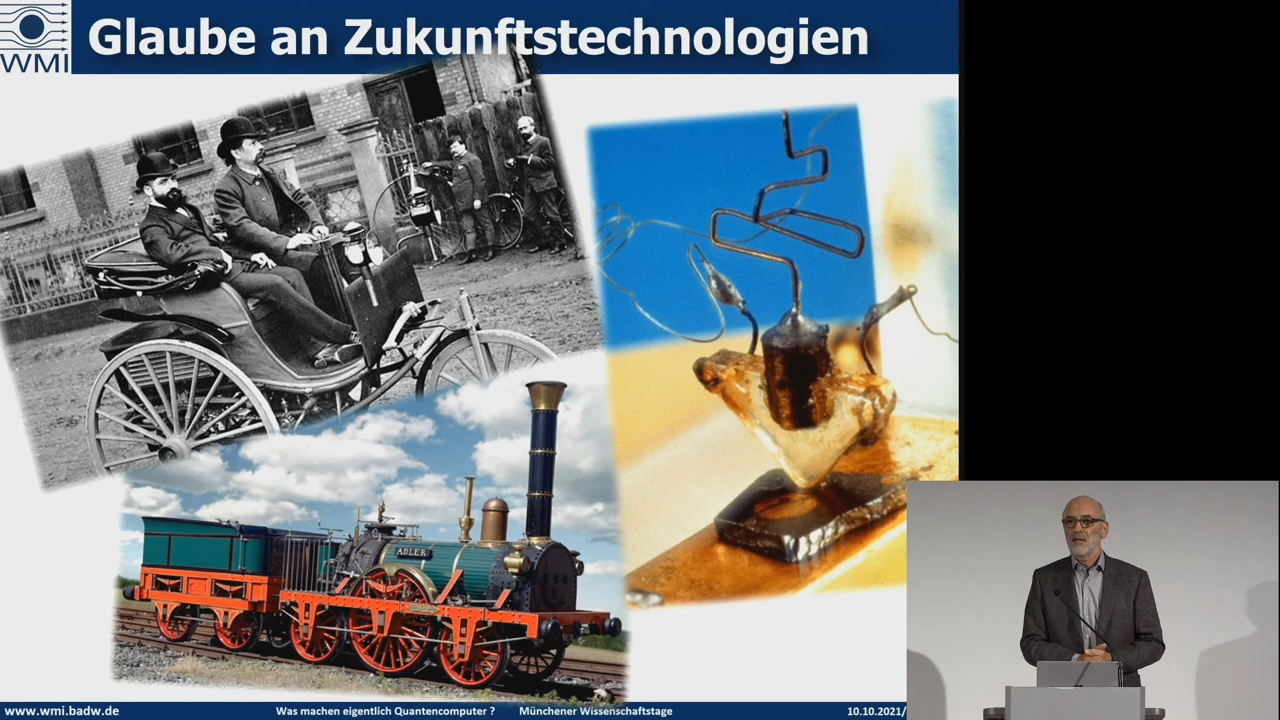 Glaube an Zukunftstechnologien
WMI
ADLER
www.wmi.badw.de Was machen eigentlich Quantencomputer ? Münchener Wissenschaftstage 10.10.2021/